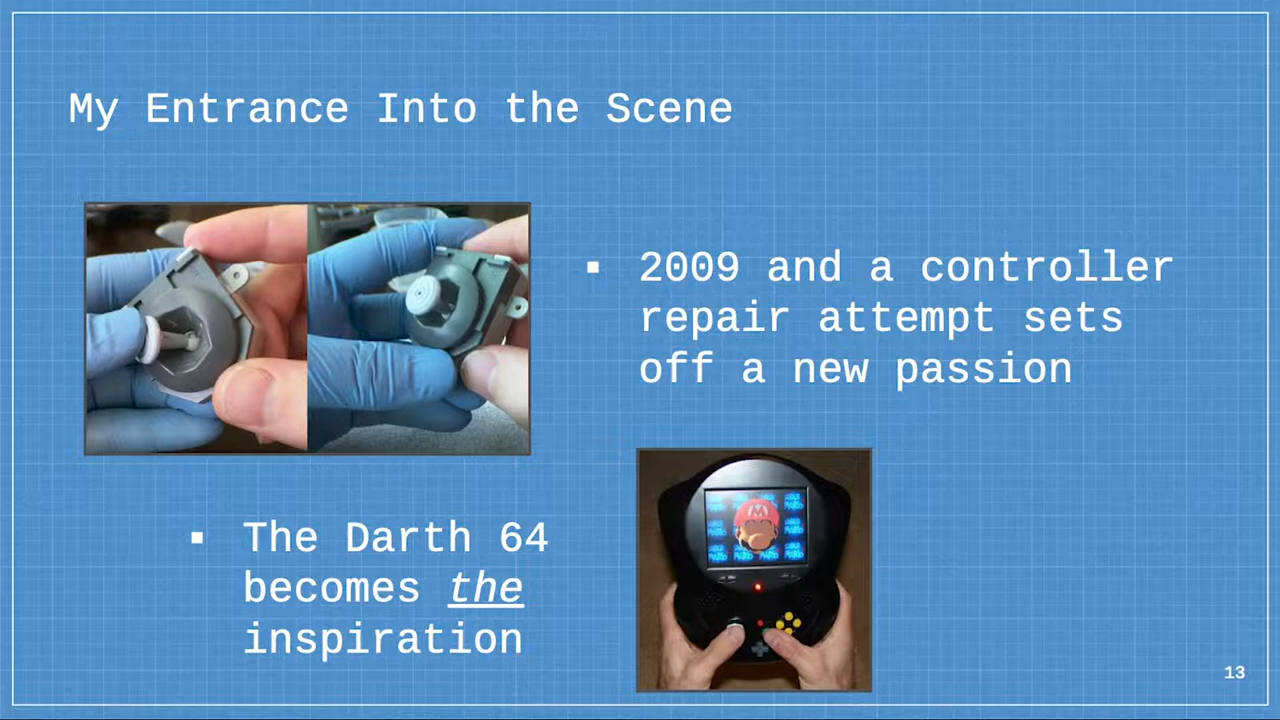 My Entrance Into the Scene
▪ 2009 and a controller
repair attempt sets
off a new passion
▪ The Darth 64
becomes the
inspiration
13